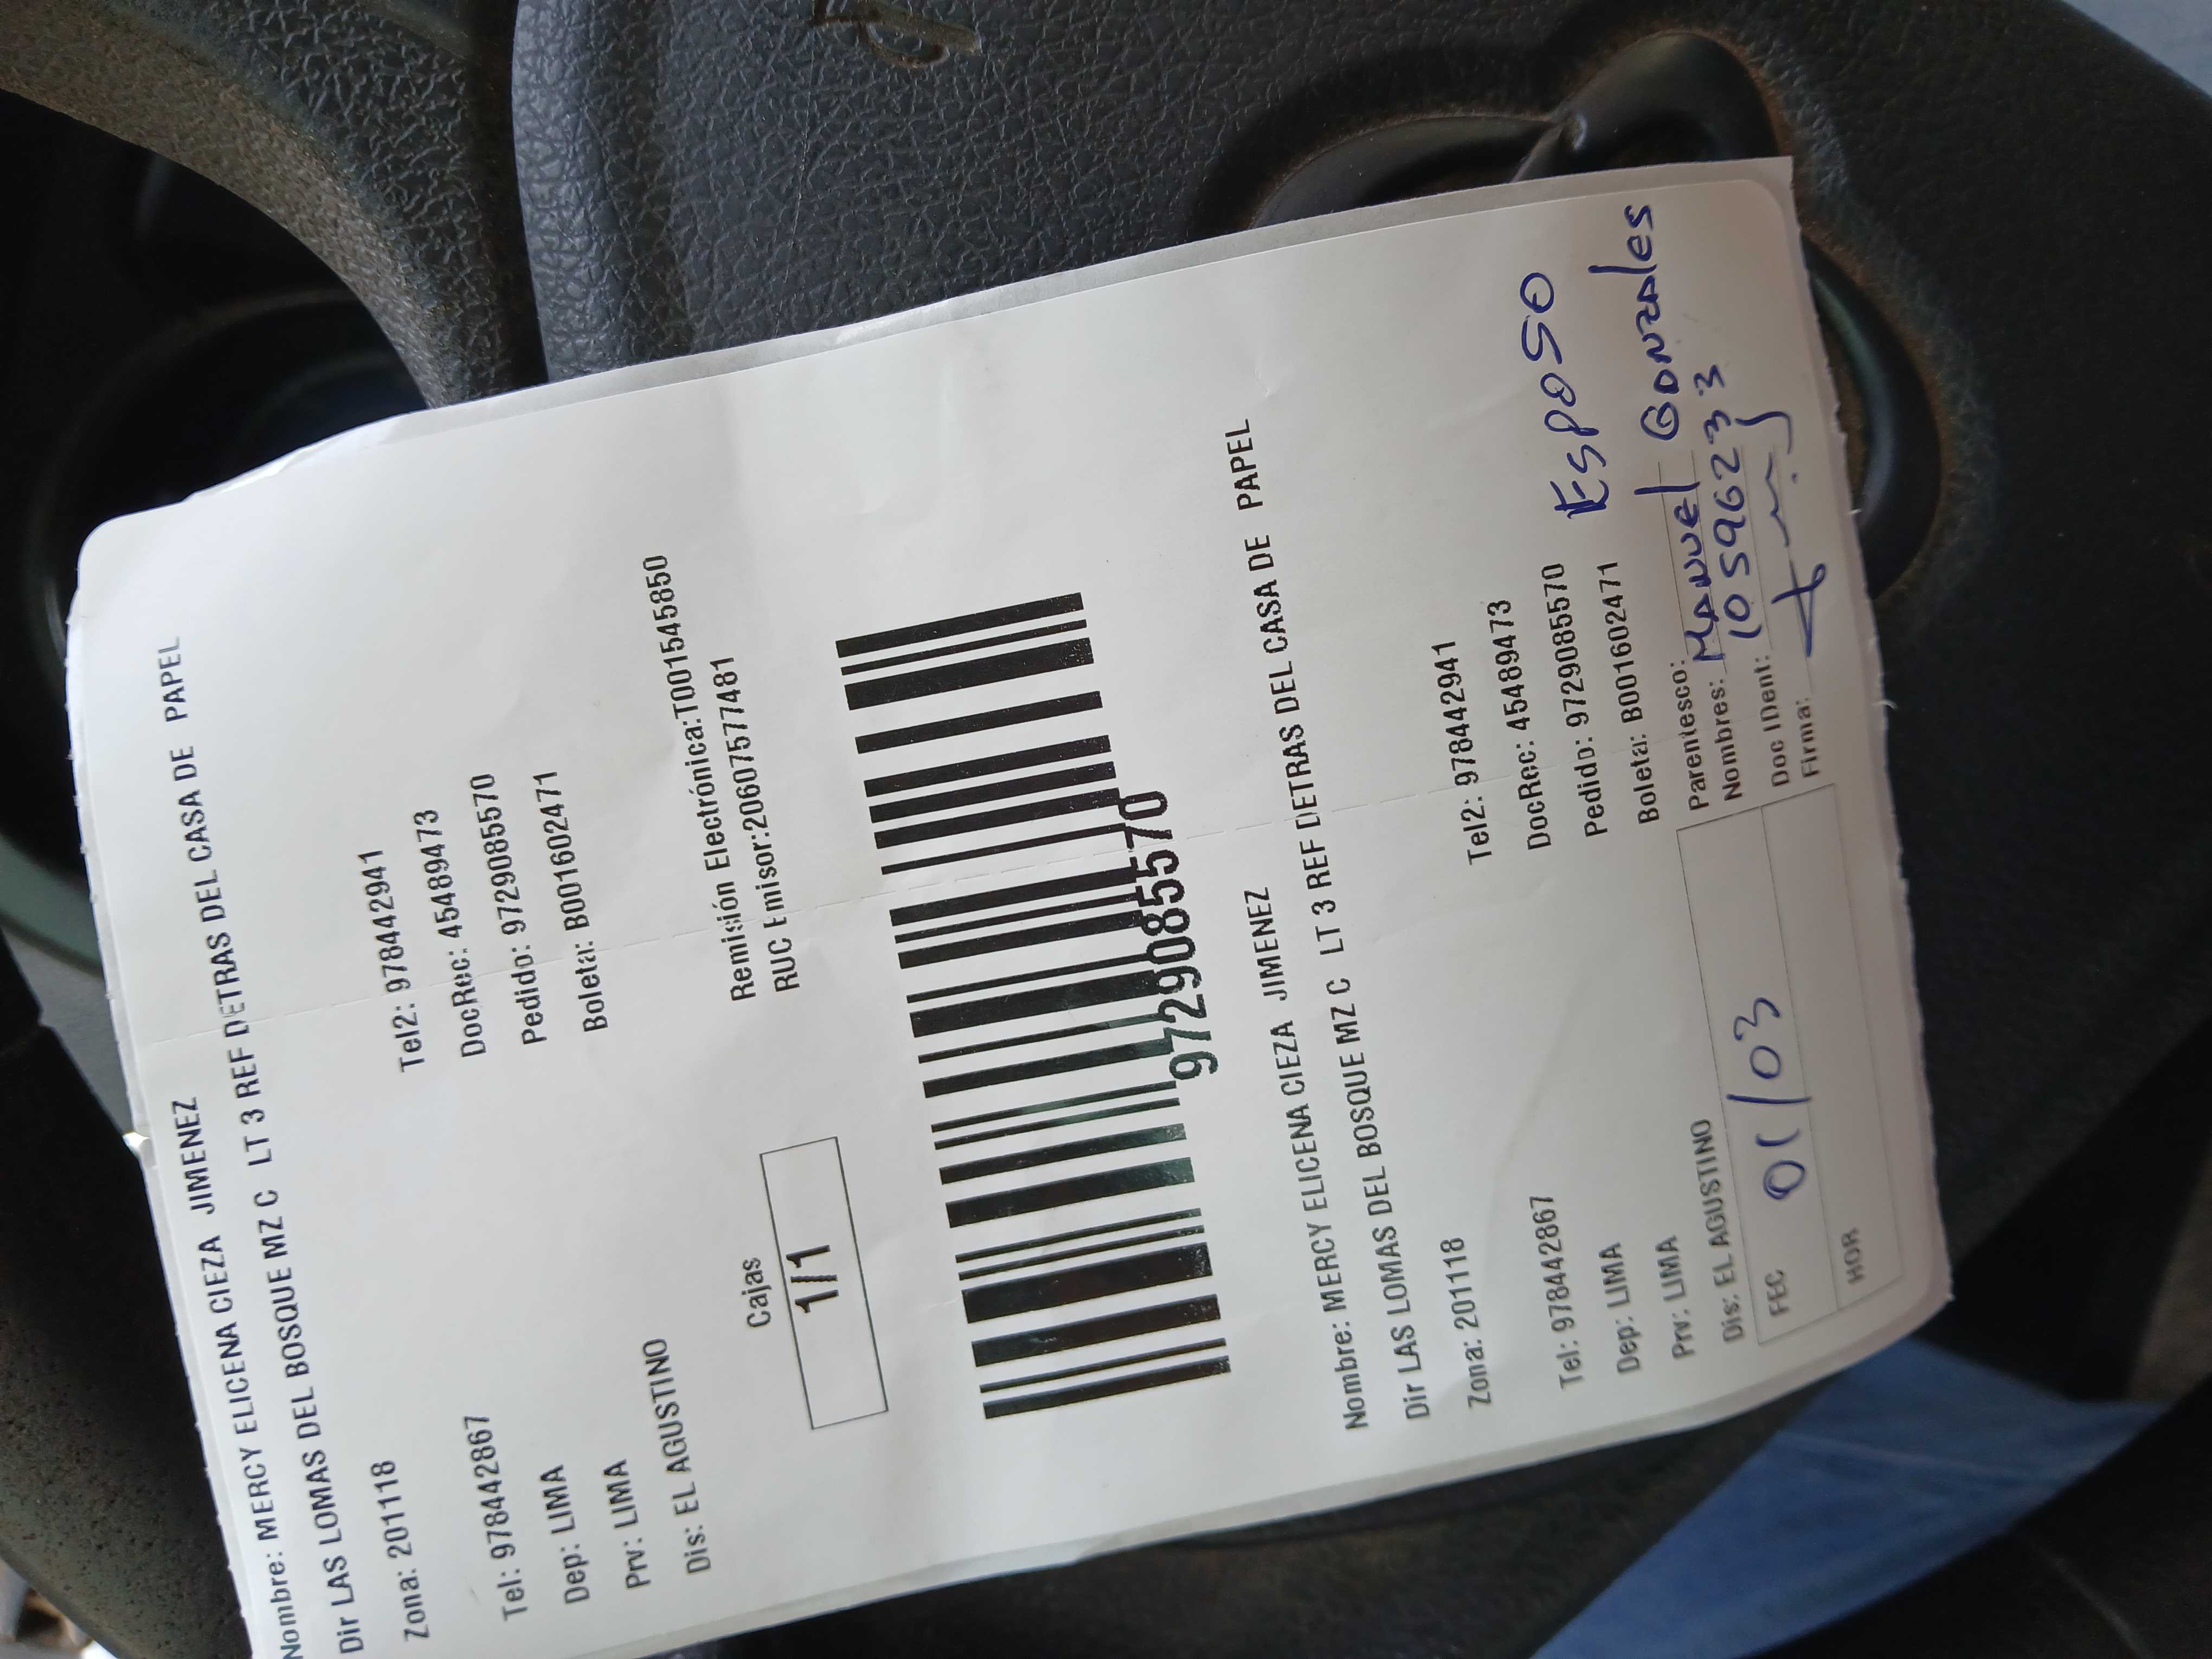 Nombre: MERCY ELICENA CIEZA JIMENEZ
Dir LAS LOMAS DEL BOSQUE MZ C LT 3 REF DETRAS DEL CASA DE PAPEL
Zona: 201118
Tel: 978442867
Tel2: 978442941
Dep: LIMA
DocRec: 45489473
Prv: LIMA
Pedido: 9729085570
Dis: EL AGUSTINO
Boleta: B001602471
Cajas
1/1
Remisión Electrónica:T001545850
RUC Emisor:20607577481
9729085570
Nombre: MERCY ELICENA CIEZA JIMENEZ
Dir LAS LOMAS DEL BOSQUE MZ C LT 3 REF DETRAS DEL CASA DE PAPEL
Zona: 201118
Tel: 978442867
Tel2: 978442941
Dep: LIMA
DocRec: 45489473
Prv: LIMA
Pedido: 9729085570
Dis: EL AGUSTINO
Boleta: B001602471
FEC 01/03
HOR
Parentesco: Esposo
Nombres: Manuel Gonzales
Doc IDent: 10596233
Firma: